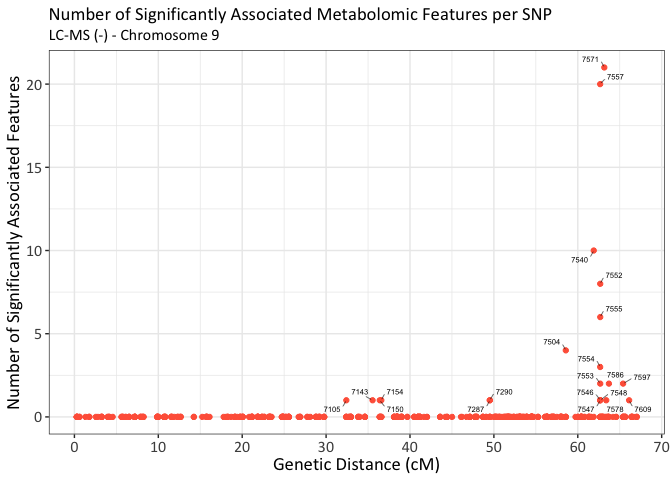 Number of Significantly Associated Metabolomic Features per SNP
LC-MS (-) - Chromosome 9
Number of Significantly Associated Features
20
15
10
5
0
7571
7557
7540
7552
7555
7504
7554
7553 7586 7597
7105 7143 7154
7150
7290
7287
7546 7548
7547 7578 7609
0 10 20 30 40 50 60 70
Genetic Distance (cM)